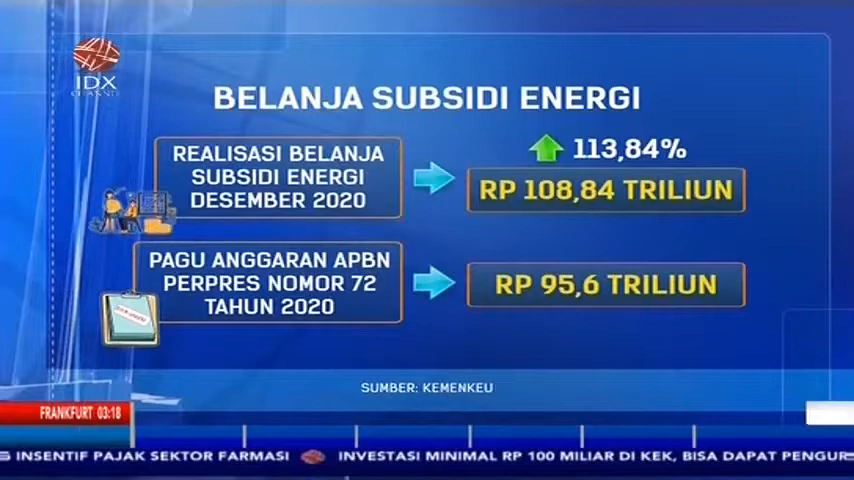 IDX
CHANNEL
BELANJA SUBSIDI ENERGI
REALISASI BELANJA
SUBSIDI ENERGI
DESEMBER 2020
113,84%
RP 108,84 TRILIUN
PAGU ANGGARAN APBN
PERPRES NOMOR 72
TAHUN 2020
RP 95,6 TRILIUN
SUMBER: KEMENKEU
FRANKFURT 03:18
INSENTIF PAJAK SEKTOR FARMASI
INVESTASI MINIMAL RP 100 MILIAR DI KEK, BISA DAPAT PENGUR